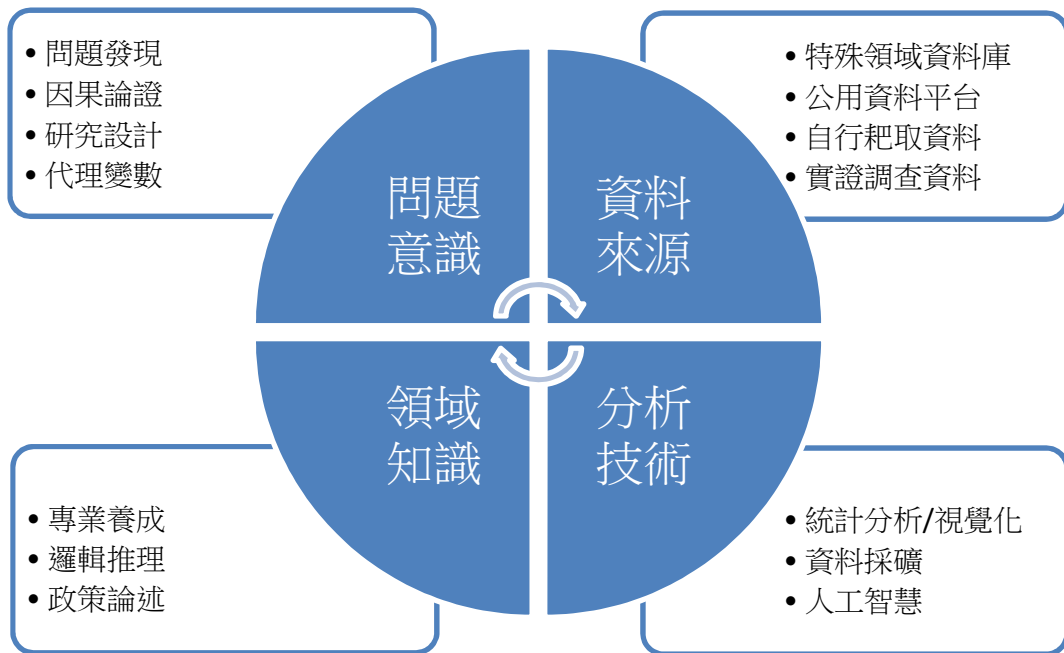 • 問題發現
• 因果論證
• 研究設計
• 代理變數
問題
意識
資料
來源
• 特殊領域資料庫
• 公用資料平台
• 自行耙取資料
• 實證調查資料
領域
知識
分析
技術
• 專業養成
• 邏輯推理
• 政策論述
• 統計分析/視覺化
• 資料採礦
• 人工智慧